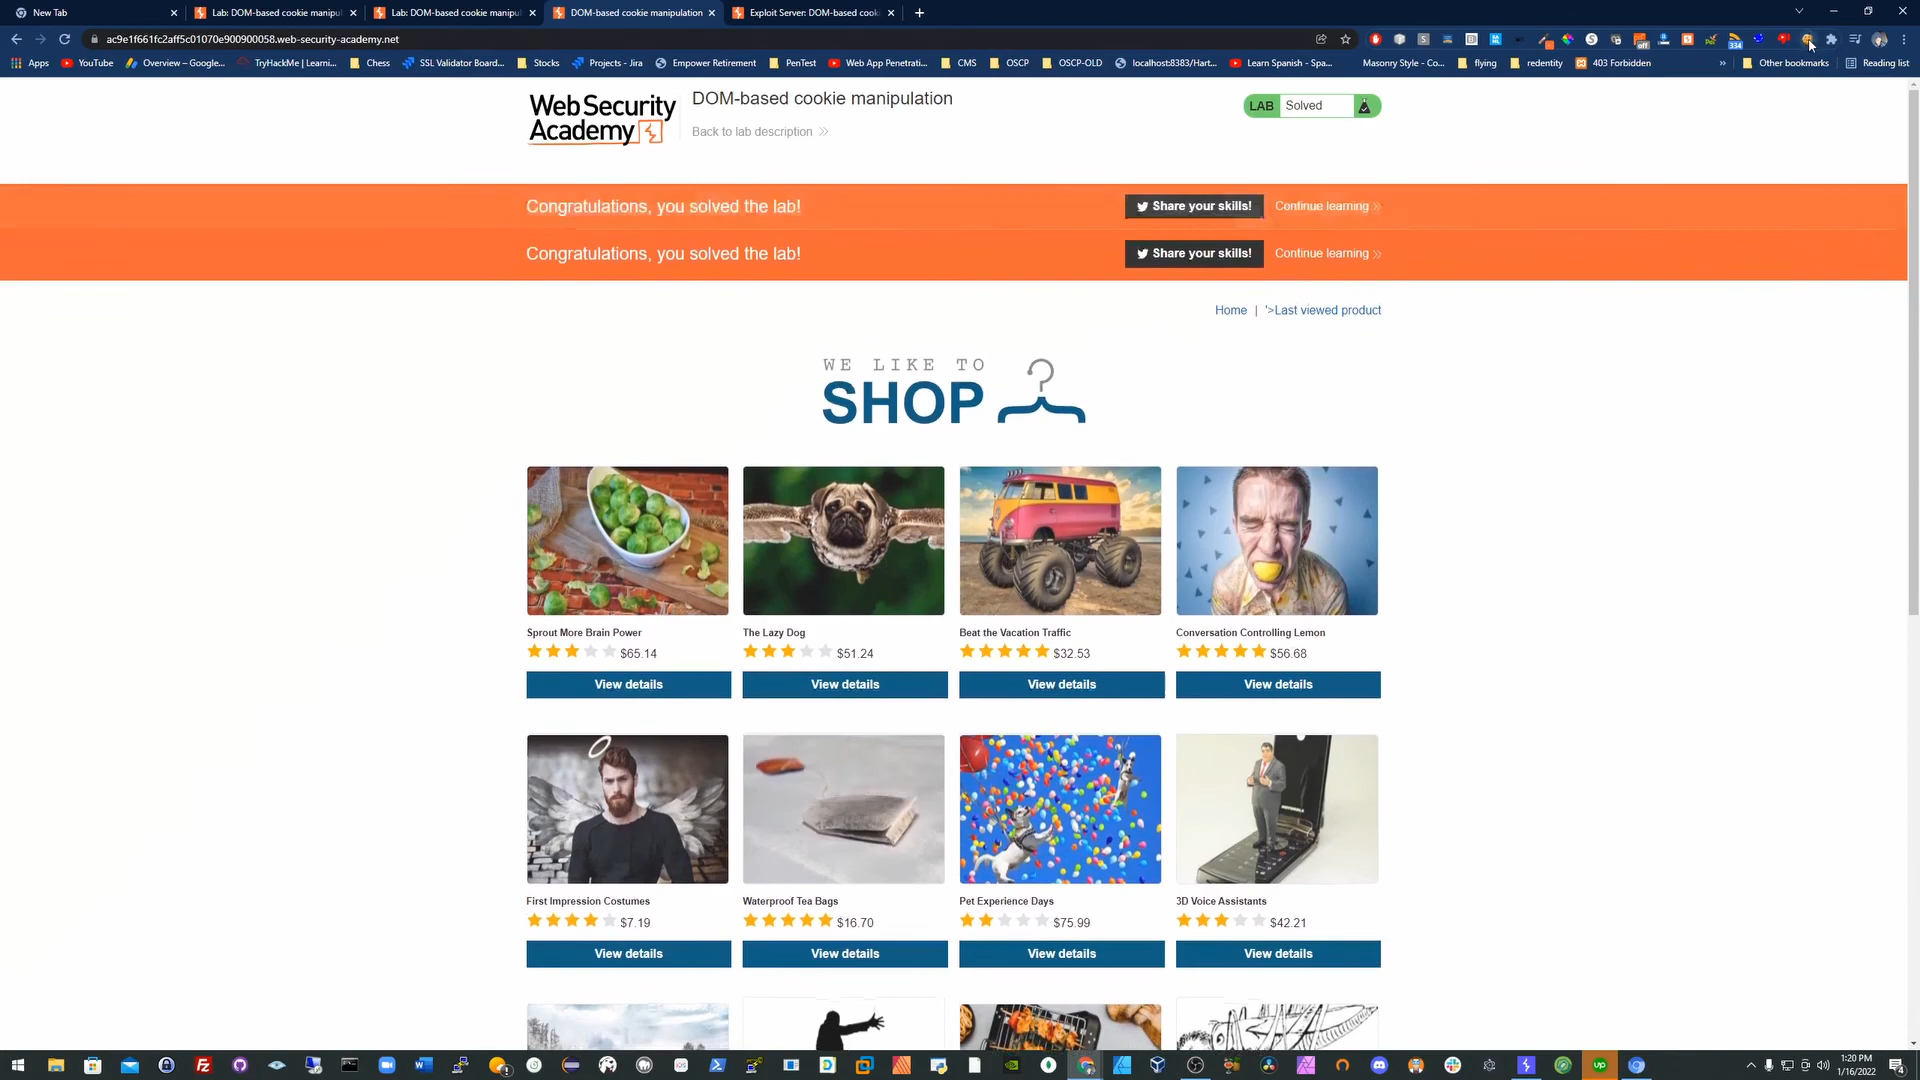 New Tab
Lab: DOM-based cookie manipul
Lab: DOM-based cookie manipul
DOM-based cookie manipulation
Exploit Server: DOM-based cook
ac9e1f661fc2aff5c01070e900900058.web-security-academy.net
334
off
Apps
YouTube
Overview – Google...
TryHackMe | Learni...
Chess
SSL Validator Board...
Stocks
Projects - Jira
Empower Retirement
PenTest
Web App Penetrati...
CMS
OSCP
OSCP-OLD
localhost:8383/Hart...
Learn Spanish - Spa...
Masonry Style - Co...
flying
redentity
403 Forbidden
»
Other bookmarks
Reading list
Web Security
Academy
DOM-based cookie manipulation
Back to lab description
LAB
Solved
Congratulations, you solved the lab!
Share your skills!
Continue learning
Congratulations, you solved the lab!
Share your skills!
Continue learning
Home | '>Last viewed product
WE LIKE TO
SHOP
Sprout More Brain Power
The Lazy Dog
Beat the Vacation Traffic
Conversation Controlling Lemon
$65.14
$51.24
$32.53
$56.68
View details
View details
View details
View details
First Impression Costumes
Waterproof Tea Bags
Pet Experience Days
3D Voice Assistants
$7.19
$16.70
$75.99
$42.21
View details
View details
View details
View details
1:20 PM
1/16/2022